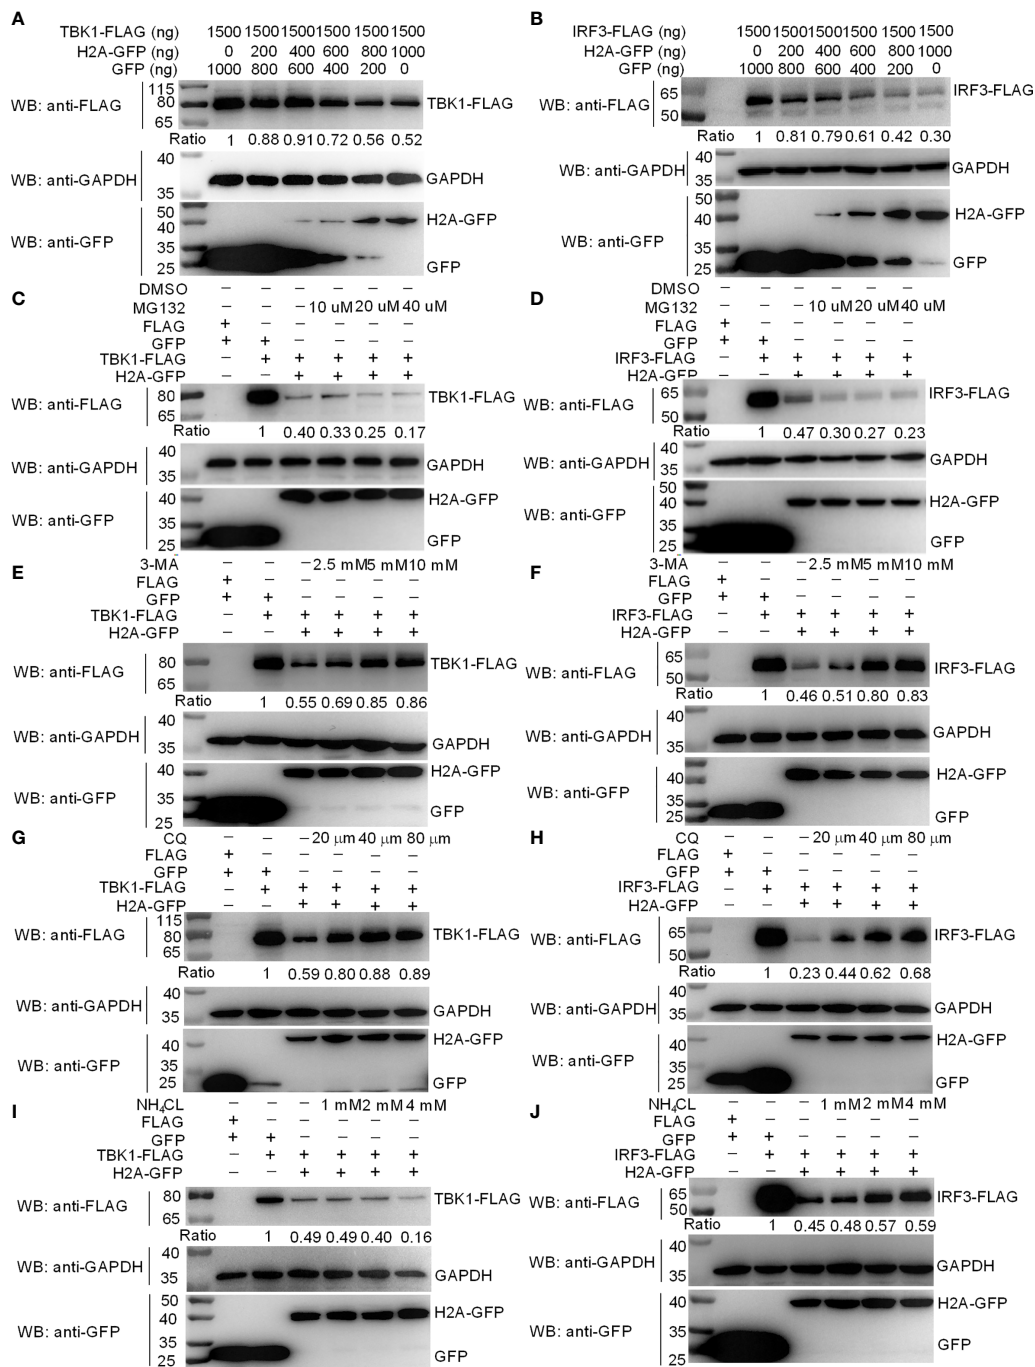 A
TBK1-FLAG (ng) 1500 1500 1500 1500 1500 1500
H2A-GFP (ng) 0 200 400 600 800 1000
GFP (ng) 1000 800 600 400 200 0
WB: anti-FLAG 115 80 65 TBK1-FLAG
Ratio 1 0.88 0.91 0.72 0.56 0.52
WB: anti-GAPDH 40 35 GAPDH
WB: anti-GFP 50 40 35 25 H2A-GFP GFP
B
IRF3-FLAG (ng) 1500 1500 1500 1500 1500 1500
H2A-GFP (ng) 0 200 400 600 800 1000
GFP (ng) 1000 800 600 400 200 0
WB: anti-FLAG 65 50 IRF3-FLAG
Ratio 1 0.81 0.79 0.61 0.42 0.30
WB: anti-GAPDH 40 35 GAPDH
WB: anti-GFP 50 40 35 25 H2A-GFP GFP
C
DMSO – – – – – –
MG132 – – – 10 uM 20 uM 40 uM
FLAG + – – – – –
GFP + + – – – –
TBK1-FLAG – + + + + +
H2A-GFP – – + + + +
WB: anti-FLAG 80 65 TBK1-FLAG
Ratio 1 0.40 0.33 0.25 0.17
WB: anti-GAPDH 40 35 GAPDH
WB: anti-GFP 40 35 25 H2A-GFP GFP
D
DMSO – – – – – –
MG132 – – – 10 uM 20 uM 40 uM
FLAG + – – – – –
GFP + + – – – –
IRF3-FLAG – + + + + +
H2A-GFP – – + + + +
WB: anti-FLAG 65 50 IRF3-FLAG
Ratio 1 0.47 0.30 0.27 0.23
WB: anti-GAPDH 40 35 GAPDH
WB: anti-GFP 50 40 35 25 H2A-GFP GFP
E
3-MA – – – 2.5 mM 5 mM 10 mM
FLAG + – – – – –
GFP + + – – – –
TBK1-FLAG – + + + + +
H2A-GFP – – + + + +
WB: anti-FLAG 80 65 TBK1-FLAG
Ratio 1 0.55 0.69 0.85 0.86
WB: anti-GAPDH 40 35 GAPDH
WB: anti-GFP 40 35 25 H2A-GFP GFP
F
3-MA – – – 2.5 mM 5 mM 10 mM
FLAG + – – – – –
GFP + + – – – –
IRF3-FLAG – + + + + +
H2A-GFP – – + + + +
WB: anti-FLAG 65 50 IRF3-FLAG
Ratio 1 0.46 0.51 0.80 0.83
WB: anti-GAPDH 40 35 GAPDH
WB: anti-GFP 40 35 25 H2A-GFP GFP
G
CQ – – – 20 μm 40 μm 80 μm
FLAG + – – – – –
GFP + + – – – –
TBK1-FLAG – + + + + +
H2A-GFP – – + + + +
WB: anti-FLAG 115 80 65 TBK1-FLAG
Ratio 1 0.59 0.80 0.88 0.89
WB: anti-GAPDH 40 35 GAPDH
WB: anti-GFP 40 35 25 H2A-GFP GFP
H
CQ – – – 20 μm 40 μm 80 μm
FLAG + – – – – –
GFP + + – – – –
IRF3-FLAG – + + + + +
H2A-GFP – – + + + +
WB: anti-FLAG 65 50 IRF3-FLAG
Ratio 1 0.23 0.44 0.62 0.68
WB: anti-GAPDH 40 35 GAPDH
WB: anti-GFP 40 35 25 H2A-GFP GFP
I
NH₄CL – – – 1 mM 2 mM 4 mM
FLAG + – – – – –
GFP + + – – – –
TBK1-FLAG – + + + + +
H2A-GFP – – + + + +
WB: anti-FLAG 80 65 TBK1-FLAG
Ratio 1 0.49 0.49 0.40 0.16
WB: anti-GAPDH 40 35 GAPDH
WB: anti-GFP 50 40 35 25 H2A-GFP GFP
J
NH₄CL – – – 1 mM 2 mM 4 mM
FLAG + – – – – –
GFP + + – – – –
IRF3-FLAG – + + + + +
H2A-GFP – – + + + +
WB: anti-FLAG 65 50 IRF3-FLAG
Ratio 1 0.45 0.48 0.57 0.59
WB: anti-GAPDH 40 35 GAPDH
WB: anti-GFP 40 35 25 H2A-GFP GFP